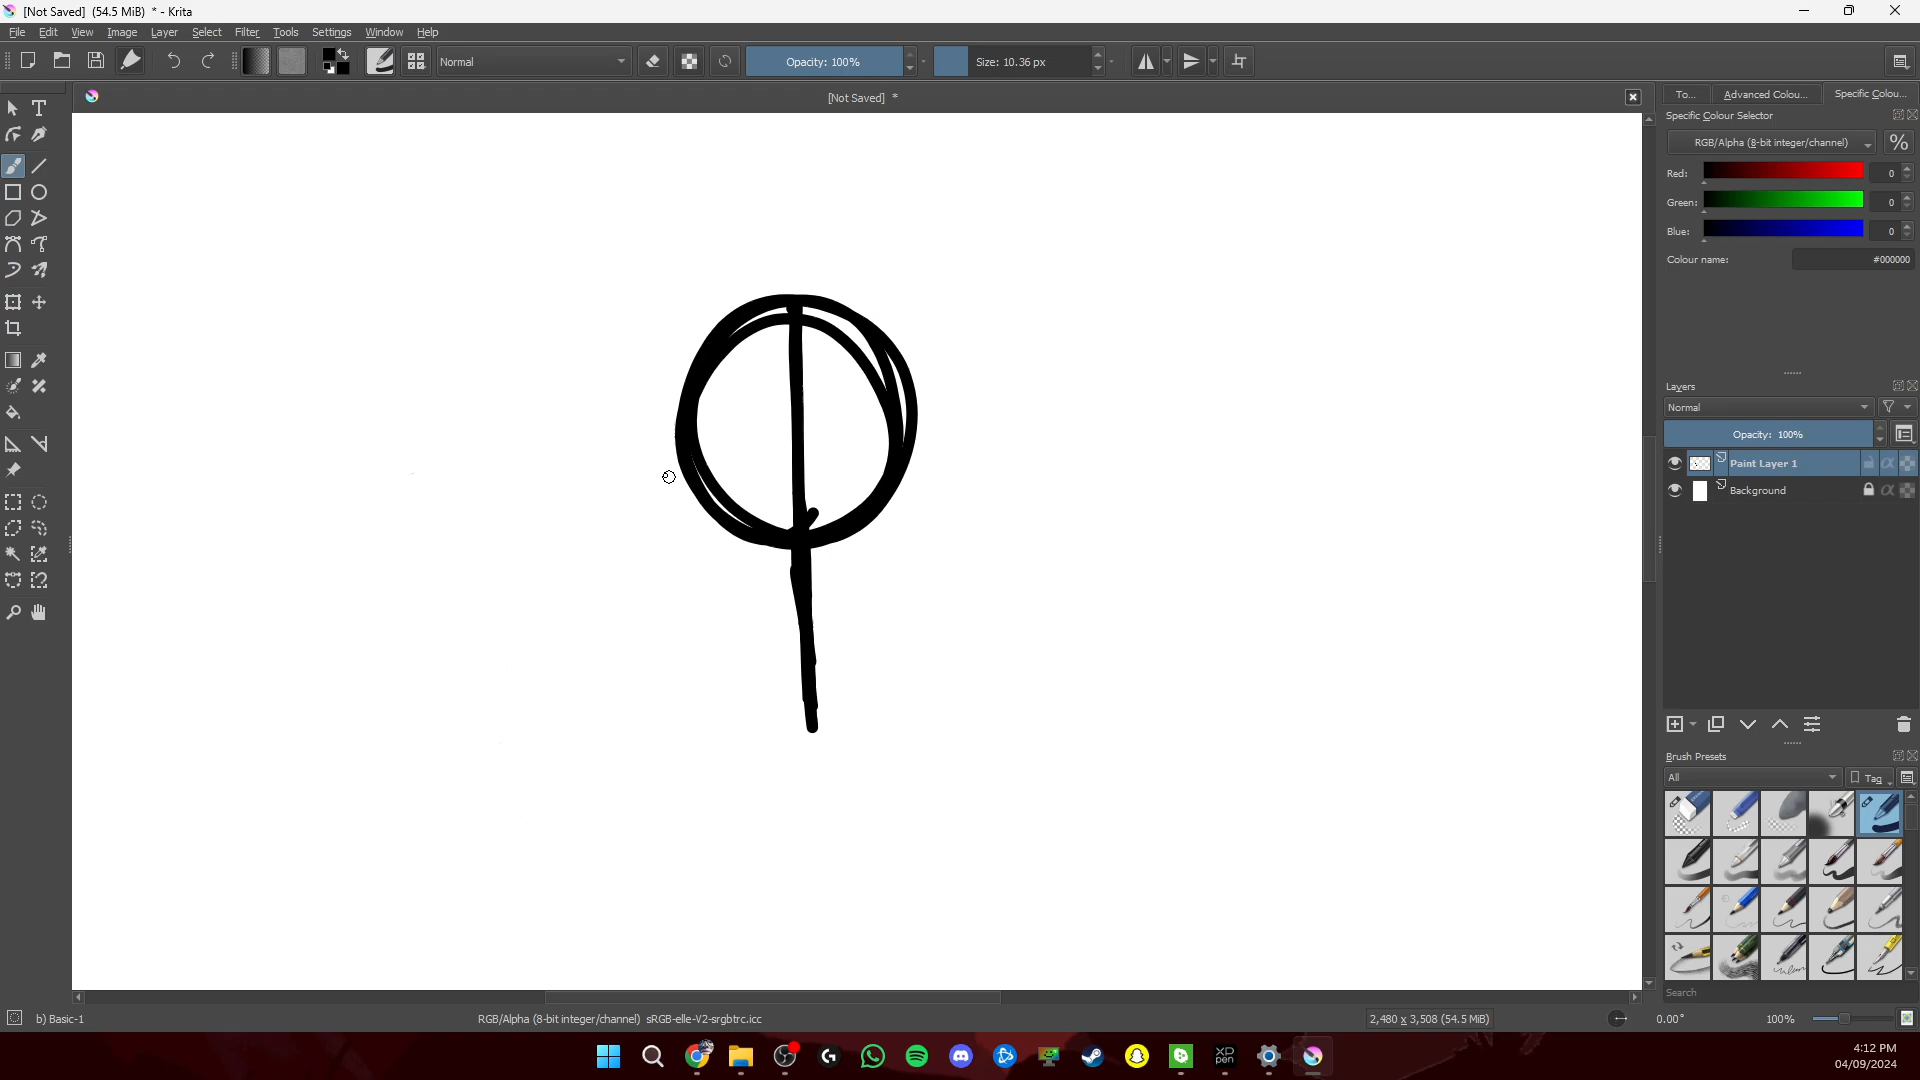 [Not Saved]  (54.5 MiB)  * - Krita
File Edit View Image Layer Select Filter Tools Settings Window Help
Normal Opacity: 100% Size: 10.36 px
[Not Saved]  *
To... Advanced Colou... Specific Colou...
Specific Colour Selector
RGB/Alpha (8-bit integer/channel) %
Red: 0
Green: 0
Blue: 0
Colour name: #000000
Layers
Normal
Opacity: 100%
Paint Layer 1
Background
Brush Presets
All Tag
Search
b) Basic-1 RGB/Alpha (8-bit integer/channel)  sRGB-elle-V2-srgbtrc.icc 2,480 x 3,508 (54.5 MiB) 0.00° 100%
XP
pen
4:12 PM
04/09/2024